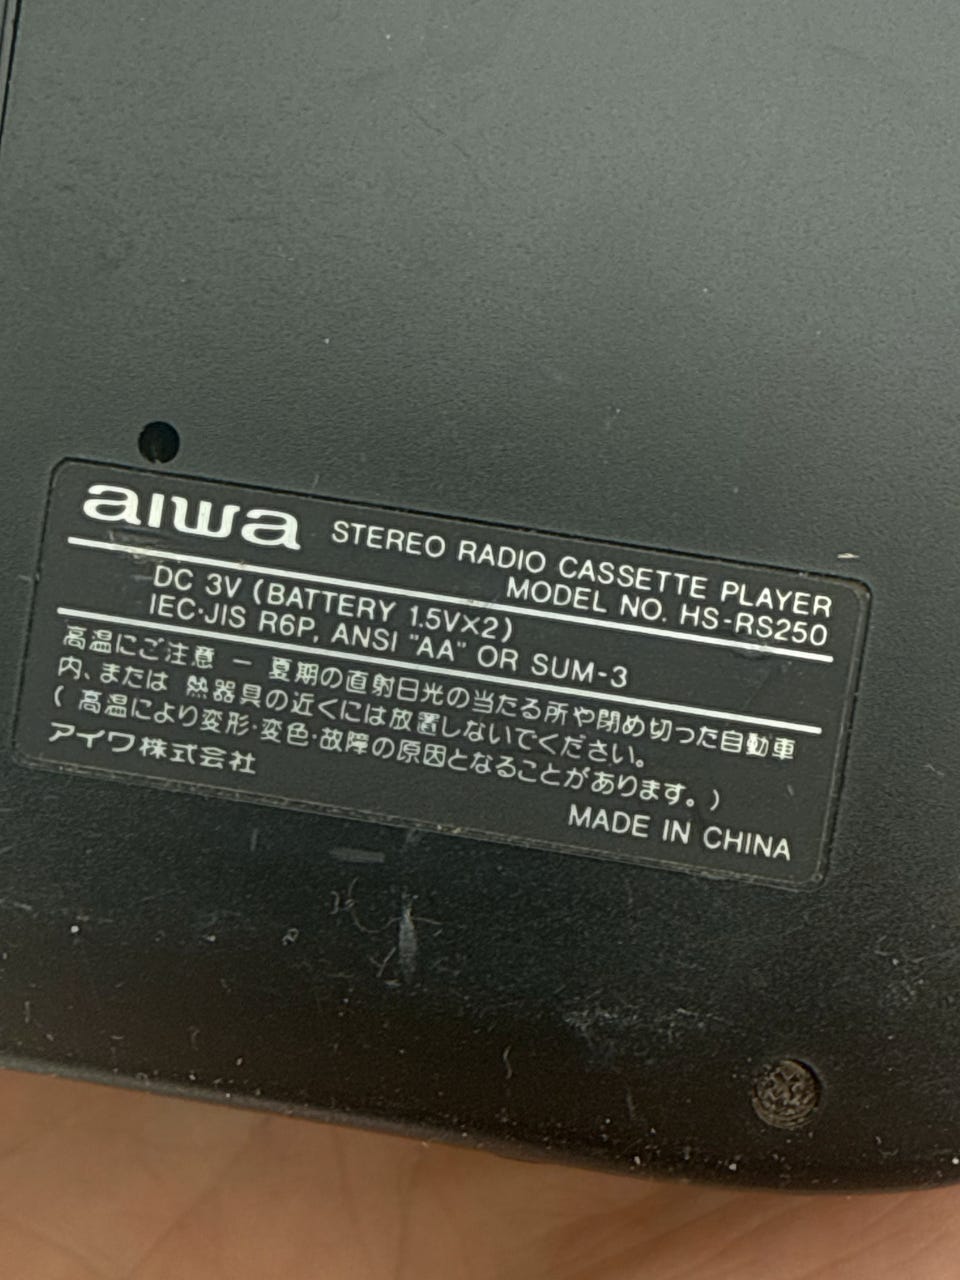 aiwa STEREO RADIO CASSETTE PLAYER
MODEL NO. HS-RS250
DC 3V (BATTERY 1.5V×2)
IEC·JIS R6P, ANSI "AA" OR SUM-3
高温にご注意 ー 夏期の直射日光の当たる所や閉め切った自動車
内、または 熱器具の近くには放置しないでください。
( 高温により変形·変色·故障の原因となることがあります。)
アイワ株式会社
MADE IN CHINA